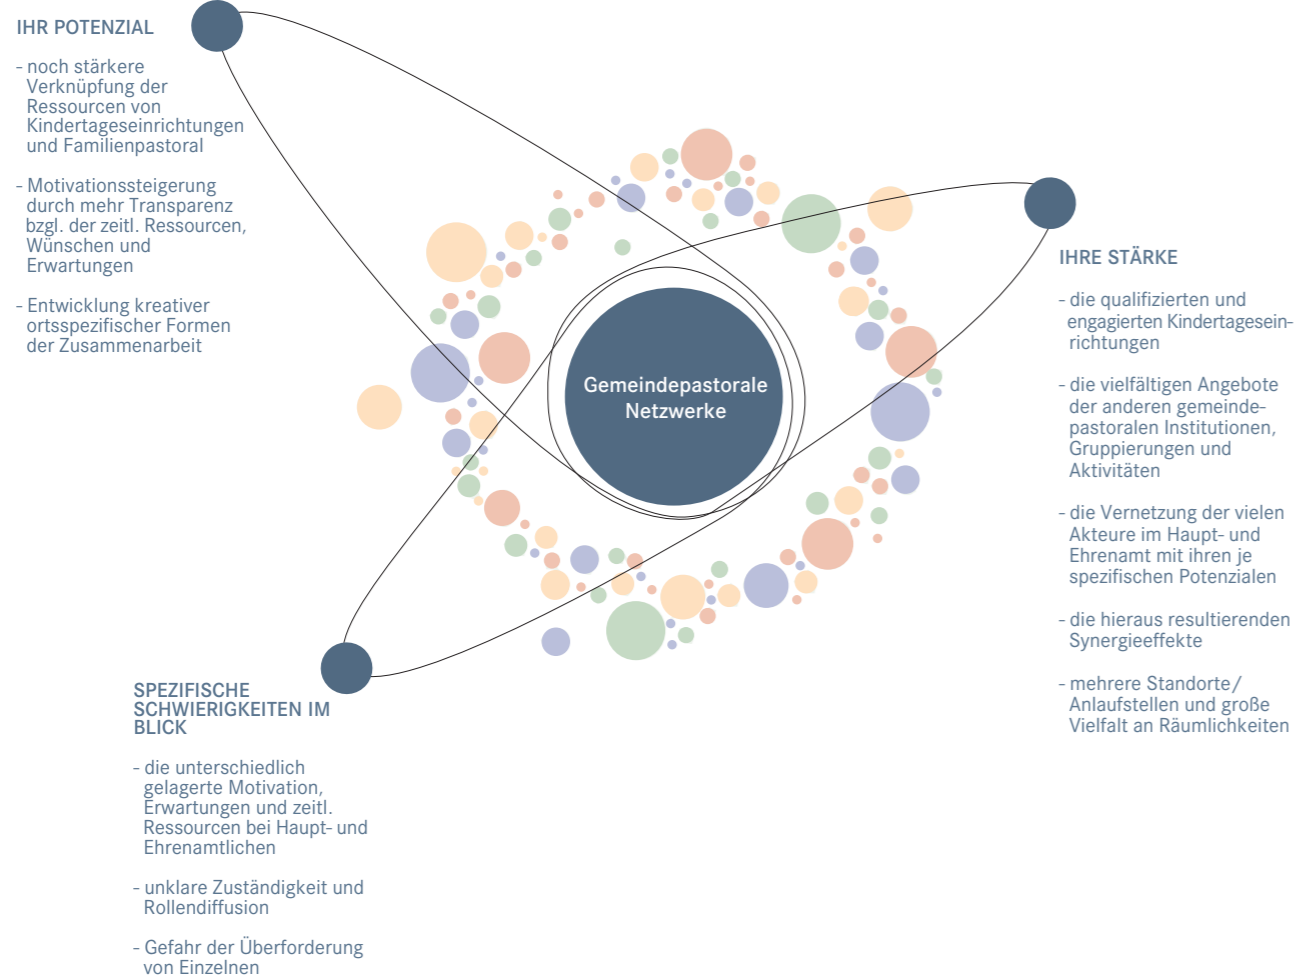 IHR POTENZIAL
- noch stärkere
Verknüpfung der
Ressourcen von
Kindertageseinrichtungen
und Familienpastoral
- Motivationssteigerung
durch mehr Transparenz
bzgl. der zeitl. Ressourcen,
Wünschen und
Erwartungen
- Entwicklung kreativer
ortsspezifischer Formen
der Zusammenarbeit
Gemeindepastorale
Netzwerke
IHRE STÄRKE
- die qualifizierten und
engagierten Kindertagesein-
richtungen
- die vielfältigen Angebote
der anderen gemeinde-
pastoralen Institutionen,
Gruppierungen und
Aktivitäten
- die Vernetzung der vielen
Akteure im Haupt- und
Ehrenamt mit ihren je
spezifischen Potenzialen
- die hieraus resultierenden
Synergieeffekte
- mehrere Standorte/
Anlaufstellen und große
Vielfalt an Räumlichkeiten
SPEZIFISCHE
SCHWIERIGKEITEN IM
BLICK
- die unterschiedlich
gelagerte Motivation,
Erwartungen und zeitl.
Ressourcen bei Haupt- und
Ehrenamtlichen
- unklare Zuständigkeit und
Rollendiffusion
- Gefahr der Überforderung
von Einzelnen